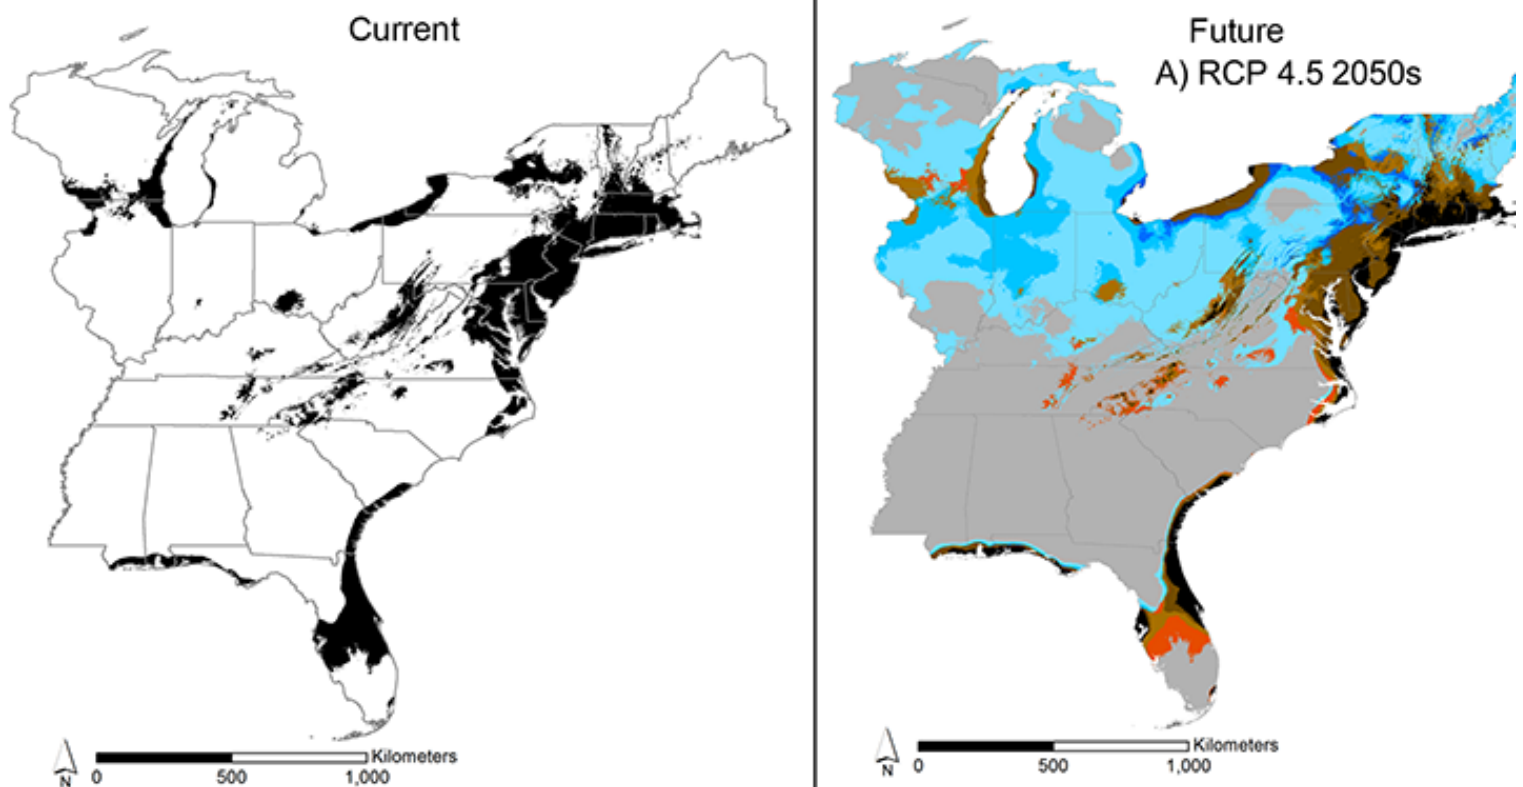 Current
Kilometers
N
0 500 1,000
Future
A) RCP 4.5 2050s
Kilometers
N
0 500 1,000